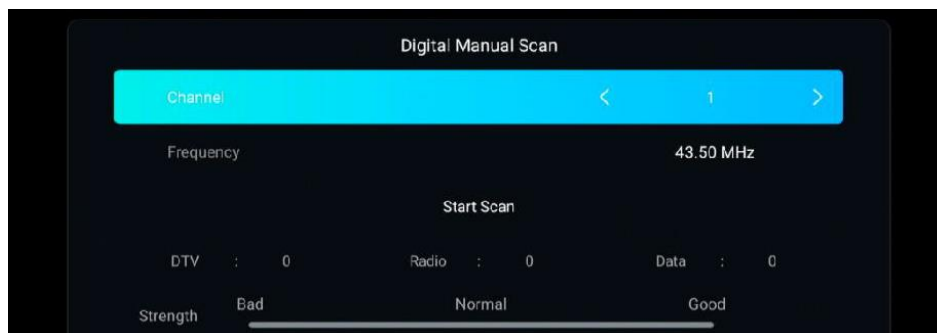 Digital Manual Scan
Channel < 1 >
Frequency 43.50 MHz
Start Scan
DTV : 0 Radio : 0 Data : 0
Bad Normal Good
Strength